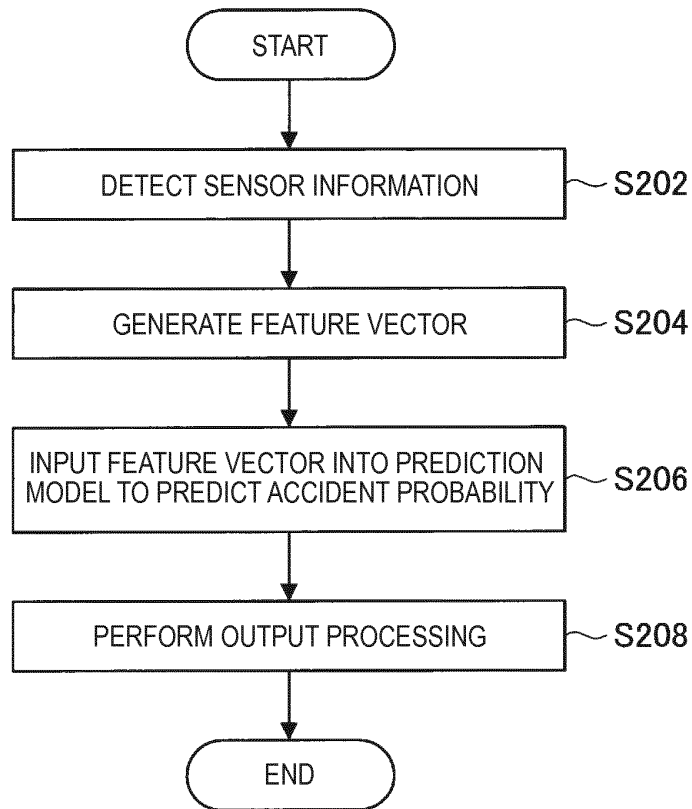 START
DETECT SENSOR INFORMATION
S202
GENERATE FEATURE VECTOR
S204
INPUT FEATURE VECTOR INTO PREDICTION
MODEL TO PREDICT ACCIDENT PROBABILITY
S206
PERFORM OUTPUT PROCESSING
S208
END